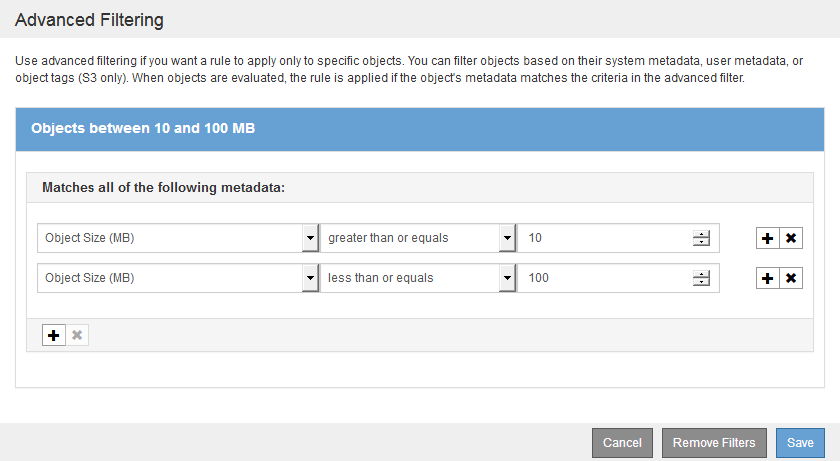 Advanced Filtering
Use advanced filtering if you want a rule to apply only to specific objects. You can filter objects based on their system metadata, user metadata, or
object tags (S3 only). When objects are evaluated, the rule is applied if the object's metadata matches the criteria in the advanced filter.
Objects between 10 and 100 MB
Matches all of the following metadata:
Object Size (MB) greater than or equals 10
Object Size (MB) less than or equals 100
Cancel Remove Filters Save